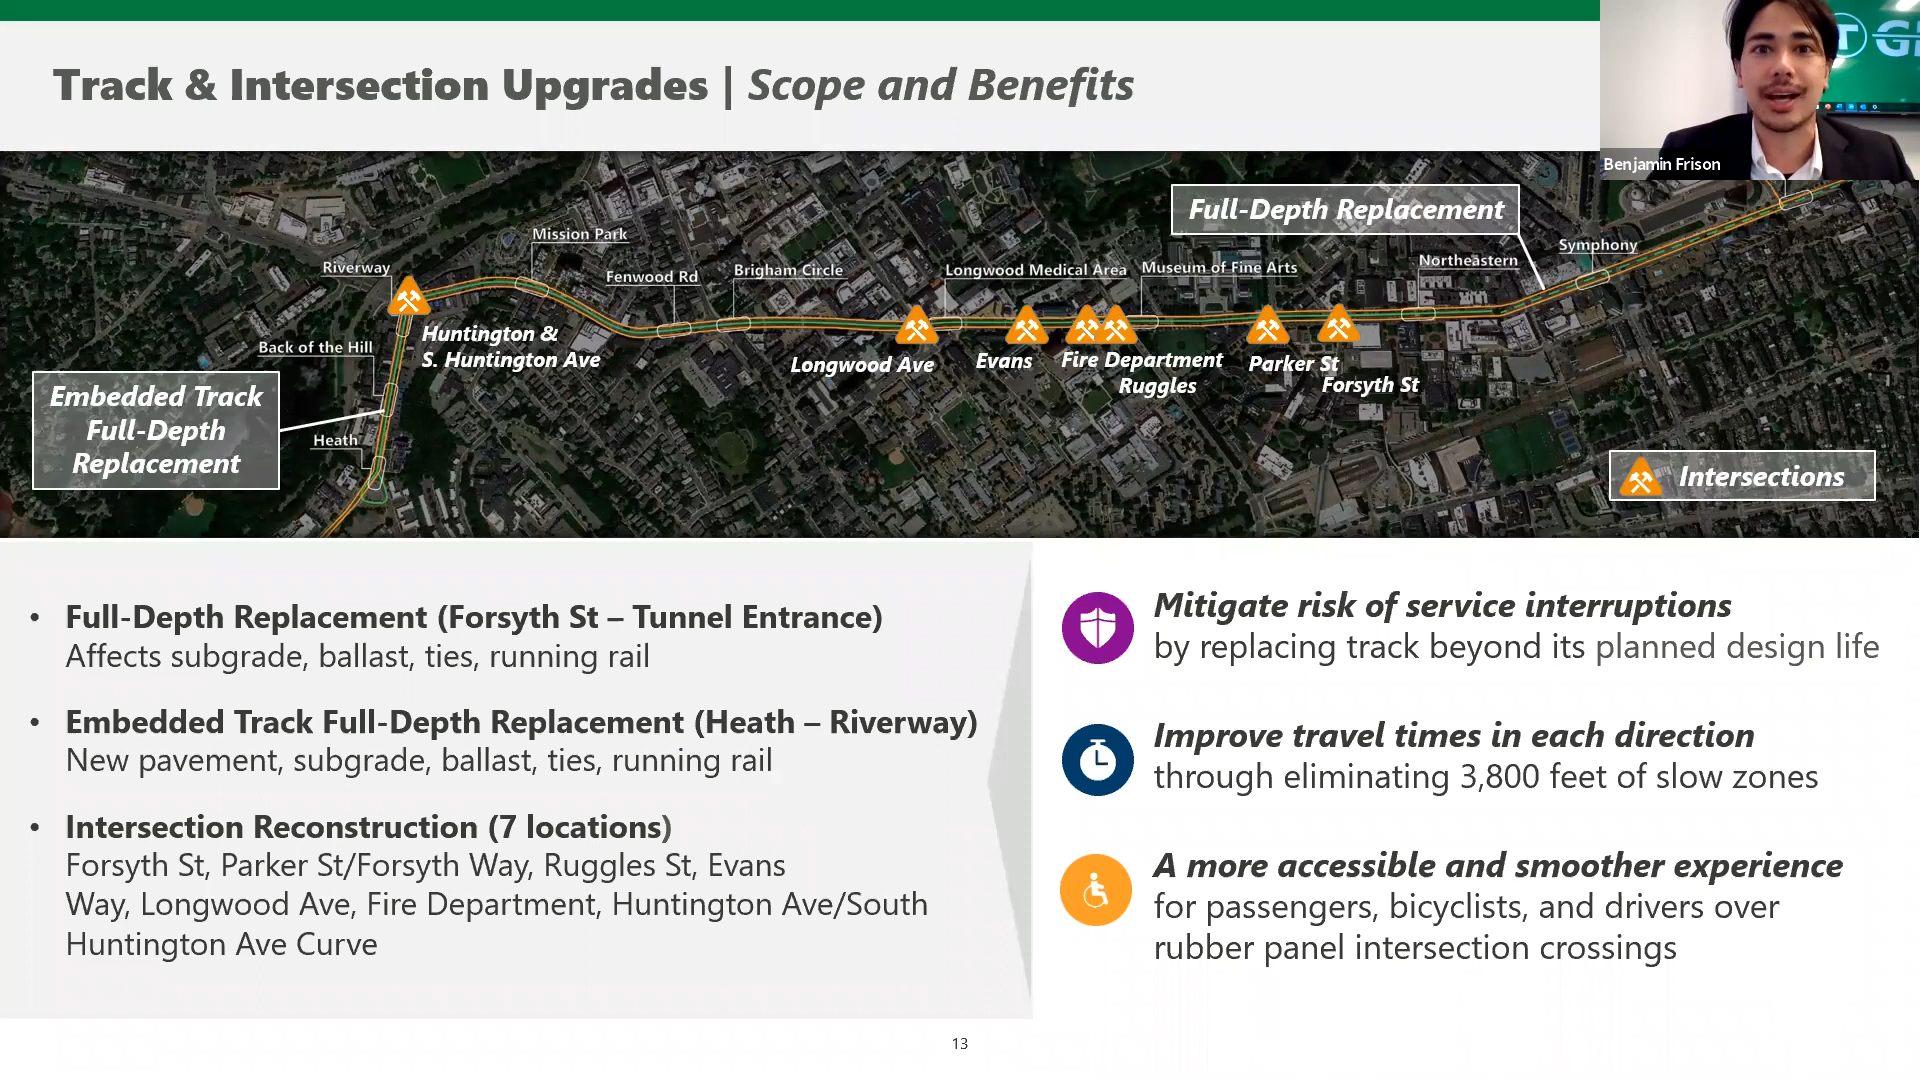 Track & Intersection Upgrades | Scope and Benefits
T
Benjamin Frison
Full-Depth Replacement
Mission Park
Symphony
Riverway
Fenwood Rd
Brigham Circle
Longwood Medical Area
Museum of Fine Arts
Northeastern
Huntington &
S. Huntington Ave
Back of the Hill
Longwood Ave
Evans
Fire Department
Ruggles
Parker St
Forsyth St
Embedded Track
Full-Depth
Replacement
Heath
Intersections
• Full-Depth Replacement (Forsyth St – Tunnel Entrance)
Affects subgrade, ballast, ties, running rail
• Embedded Track Full-Depth Replacement (Heath – Riverway)
New pavement, subgrade, ballast, ties, running rail
• Intersection Reconstruction (7 locations)
Forsyth St, Parker St/Forsyth Way, Ruggles St, Evans
Way, Longwood Ave, Fire Department, Huntington Ave/South
Huntington Ave Curve
Mitigate risk of service interruptions
by replacing track beyond its planned design life
Improve travel times in each direction
through eliminating 3,800 feet of slow zones
A more accessible and smoother experience
for passengers, bicyclists, and drivers over
rubber panel intersection crossings
13